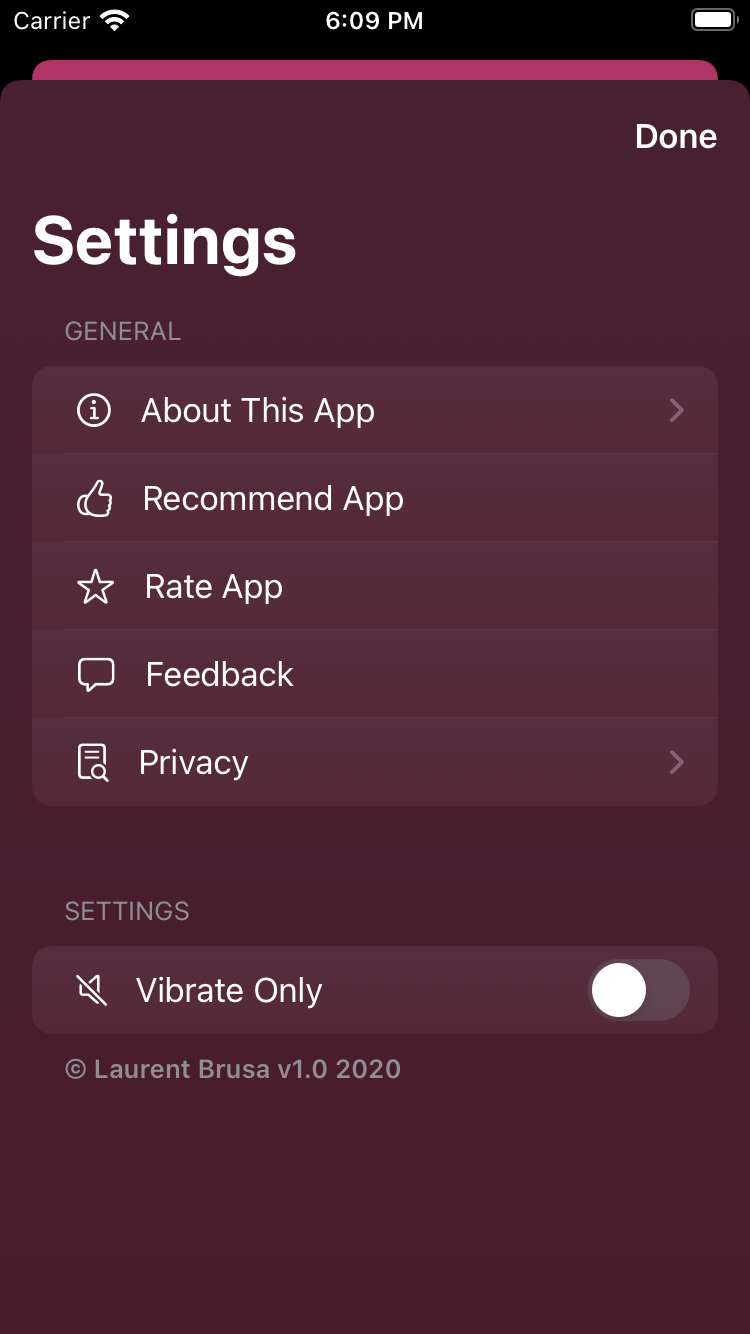 Carrier 6:09 PM
Done
Settings
GENERAL
About This App
Recommend App
Rate App
Feedback
Privacy
SETTINGS
Vibrate Only
© Laurent Brusa v1.0 2020